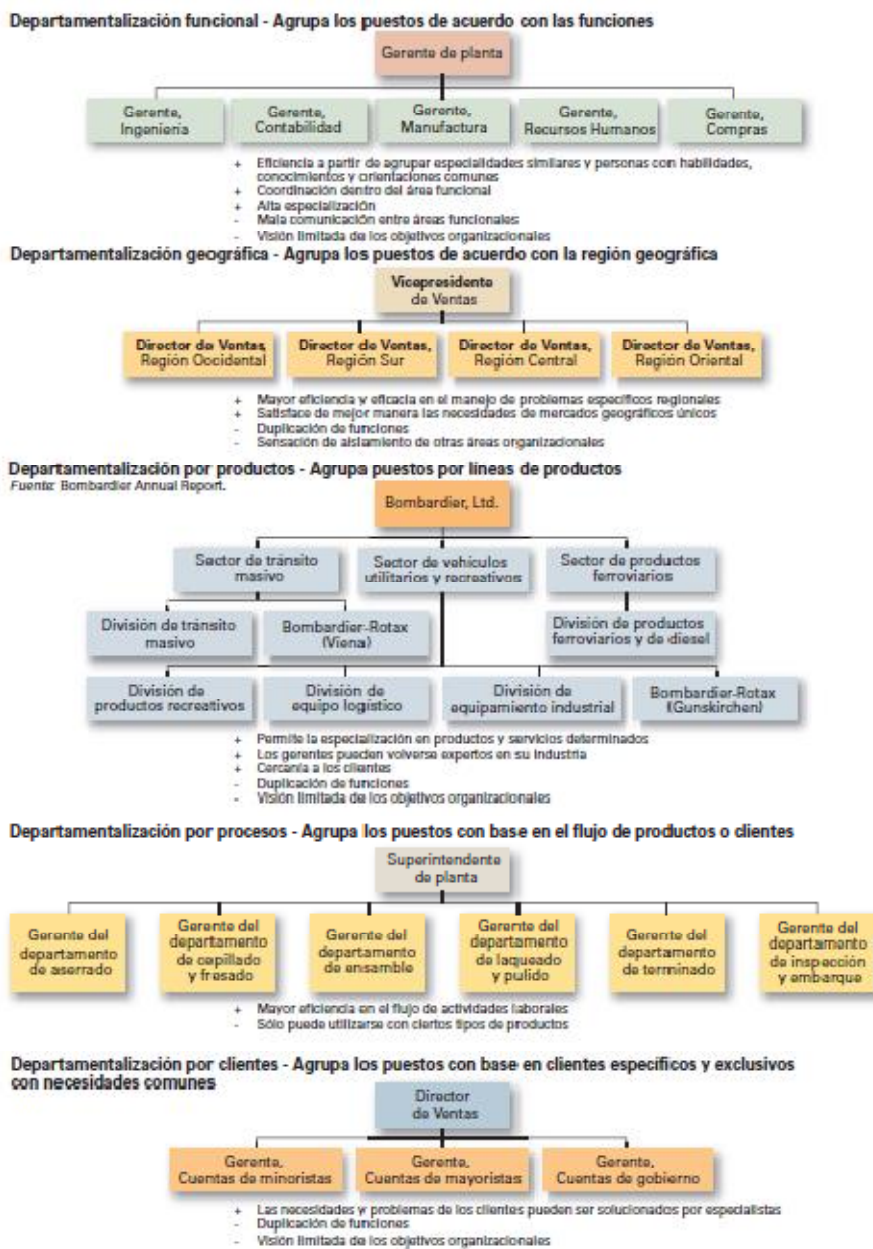 Departamentalización funcional - Agrupa los puestos de acuerdo con las funciones
Gerente de planta
Gerente,
Ingeniería
Gerente,
Contabilidad
Gerente,
Manufactura
Gerente,
Recursos Humanos
Gerente,
Compras
+ Eficiencia a partir de agrupar especialidades similares y personas con habilidades,
conocimientos y orientaciones comunes
+ Coordinación dentro del área funcional
+ Alta especialización
- Mala comunicación entre áreas funcionales
- Visión limitada de los objetivos organizacionales
Departamentalización geográfica - Agrupa los puestos de acuerdo con la región geográfica
Vicepresidente
de Ventas
Director de Ventas,
Región Occidental
Director de Ventas,
Región Sur
Director de Ventas,
Región Central
Director de Ventas,
Región Oriental
+ Mayor eficiencia y eficacia en el manejo de problemas específicos regionales
+ Satisface de mejor manera las necesidades de mercados geográficos únicos
- Duplicación de funciones
- Sensación de aislamiento de otras áreas organizacionales
Departamentalización por productos - Agrupa puestos por líneas de productos
Fuente: Bombardier Annual Report.
Bombardier, Ltd.
Sector de tránsito
masivo
Sector de vehículos
utilitarios y recreativos
Sector de productos
ferroviarios
División de tránsito
masivo
Bombardier-Rotax
(Viena)
División de productos
ferroviarios y de diesel
División de
productos recreativos
División de
equipo logístico
División de
equipamiento industrial
Bombardier-Rotax
(Gunskirchen)
+ Permite la especialización en productos y servicios determinados
+ Los gerentes pueden volverse expertos en su industria
+ Cercanía a los clientes
- Duplicación de funciones
- Visión limitada de los objetivos organizacionales
Departamentalización por procesos - Agrupa los puestos con base en el flujo de productos o clientes
Superintendente
de planta
Gerente del
departamento
de aserrado
Gerente del
departamento
de cepillado
y fresado
Gerente del
departamento
de ensamble
Gerente del
departamento
de laqueado
y pulido
Gerente del
departamento
de terminado
Gerente del
departamento
de inspección
y embarque
+ Mayor eficiencia en el flujo de actividades laborales
- Sólo puede utilizarse con ciertos tipos de productos
Departamentalización por clientes - Agrupa los puestos con base en clientes específicos y exclusivos
con necesidades comunes
Director
de Ventas
Gerente,
Cuentas de minoristas
Gerente,
Cuentas de mayoristas
Gerente,
Cuentas de gobierno
+ Las necesidades y problemas de los clientes pueden ser solucionados por especialistas
- Duplicación de funciones
- Visión limitada de los objetivos organizacionales